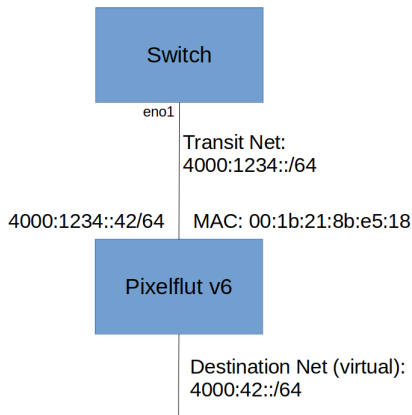 Switch
eno1
Transit Net:
4000:1234::/64
4000:1234::42/64
MAC: 00:1b:21:8b:e5:18
Pixelflut v6
Destination Net (virtual):
4000:42::/64